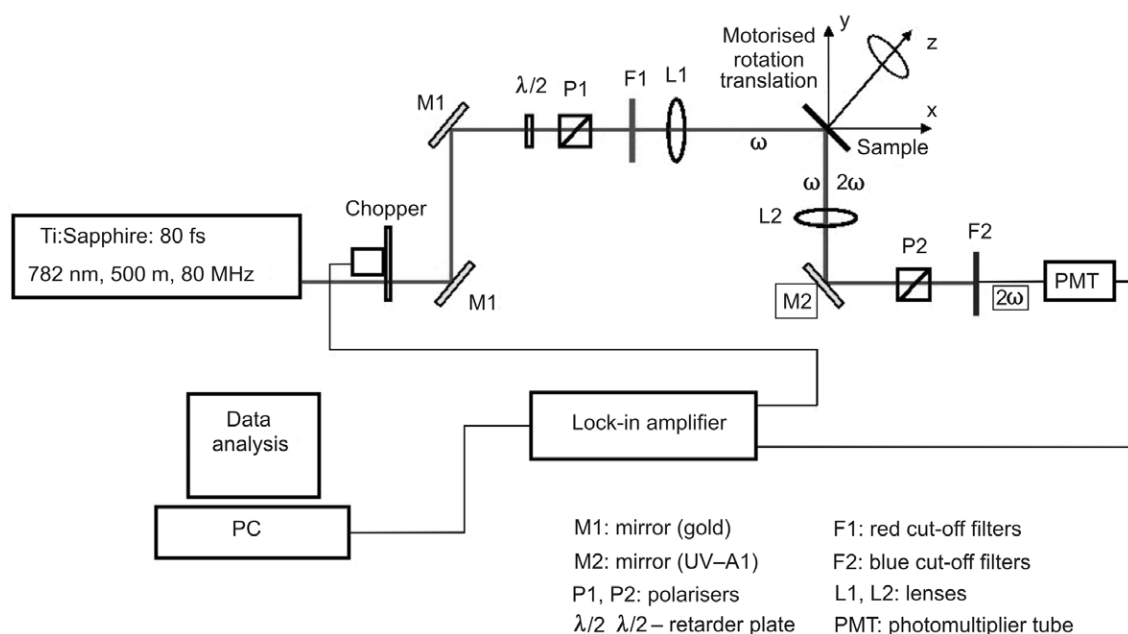 y
Motorised
rotation
translation
z
M1
λ/2
P1
F1
L1
x
ω
Sample
ω 2ω
Chopper
L2
Ti:Sapphire: 80 fs
782 nm, 500 m, 80 MHz
P2
F2
M1
M2
2ω
PMT
Data
analysis
Lock-in amplifier
PC
M1: mirror (gold)
M2: mirror (UV–A1)
P1, P2: polarisers
λ/2 λ/2 – retarder plate
F1: red cut-off filters
F2: blue cut-off filters
L1, L2: lenses
PMT: photomultiplier tube